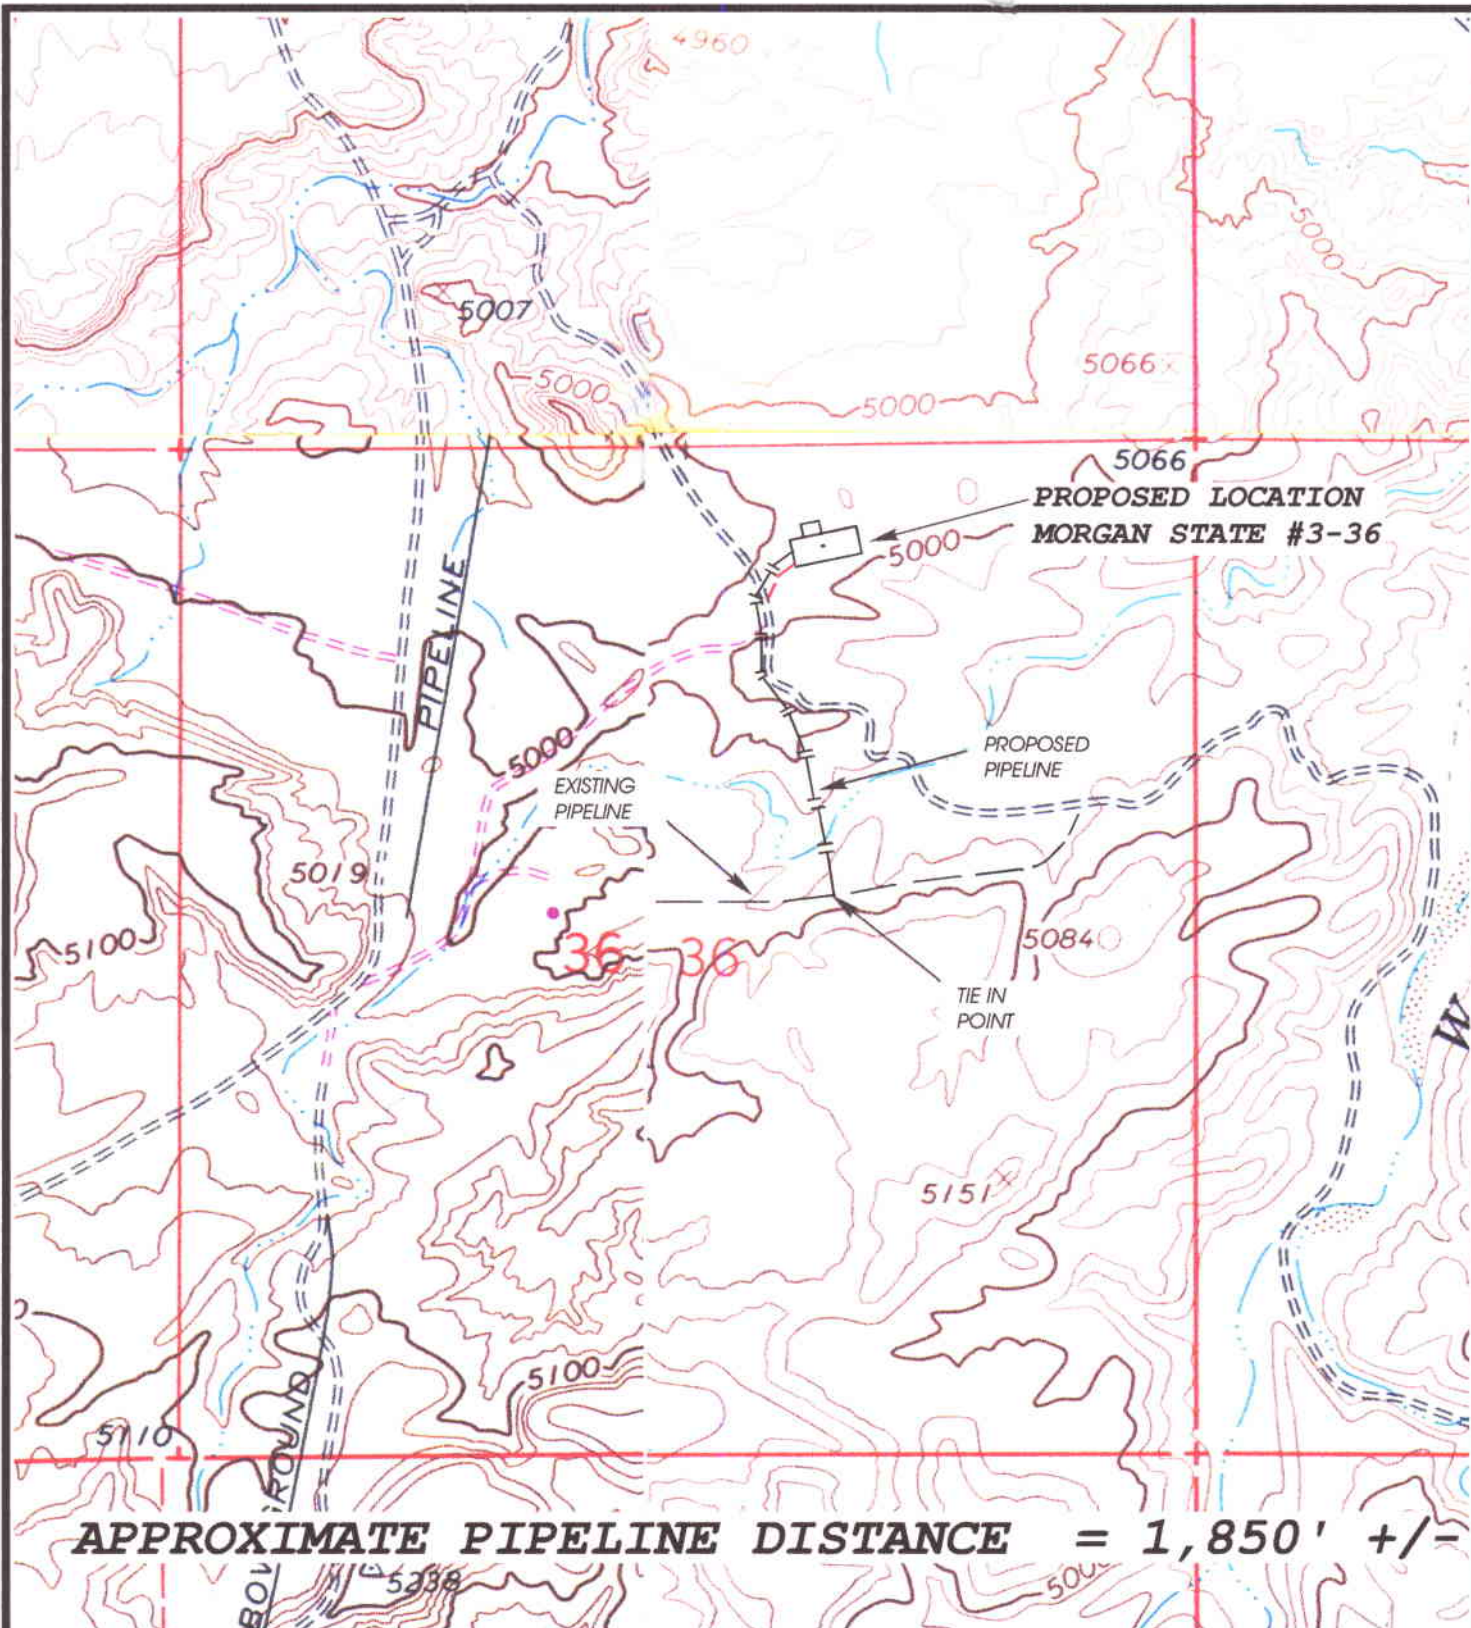 4960
5000
5007
5000
5066
5000
5066
PROPOSED LOCATION
MORGAN STATE #3-36
5000
PIPELINE
5000
PROPOSED
PIPELINE
EXISTING
PIPELINE
5019
5100
36
36
5084
TIE IN
POINT
W
5151
5100
5110
APPROXIMATE PIPELINE DISTANCE = 1,850' +/-
5238